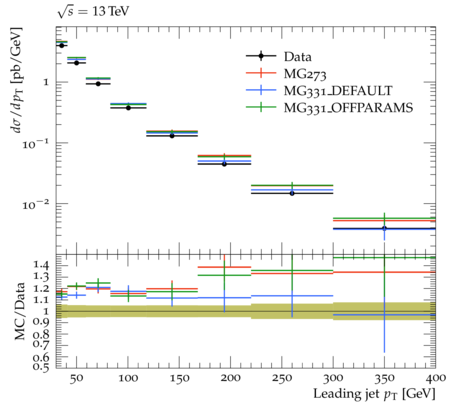 √s = 13 TeV
dσ/dp_T [pb/GeV]
1
10⁻¹
10⁻²
Data
MG273
MG331_DEFAULT
MG331_OFFPARAMS
MC/Data
1.4
1.3
1.2
1.1
1
0.9
0.8
0.7
0.6
0.5
50 100 150 200 250 300 350 400
Leading jet p_T [GeV]